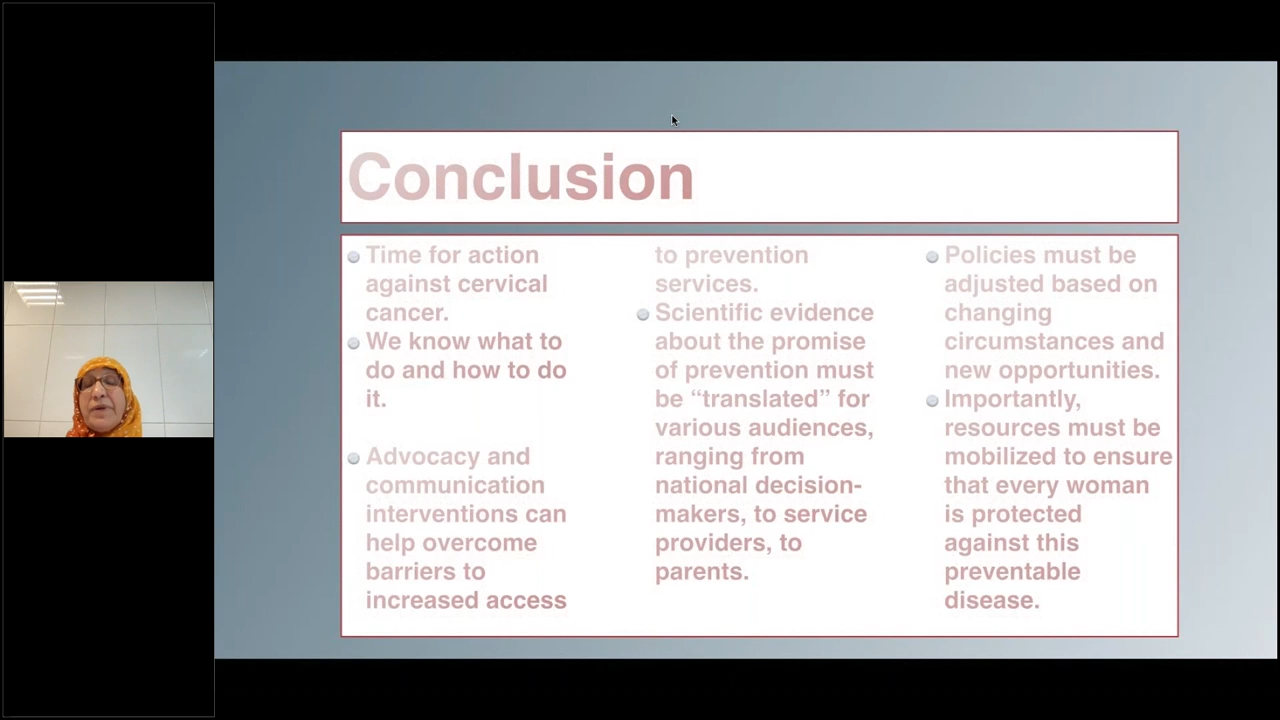 Conclusion
Time for action
against cervical
cancer.
We know what to
do and how to do
it.
Advocacy and
communication
interventions can
help overcome
barriers to
increased access
to prevention
services.
Scientific evidence
about the promise
of prevention must
be “translated” for
various audiences,
ranging from
national decision-
makers, to service
providers, to
parents.
Policies must be
adjusted based on
changing
circumstances and
new opportunities.
Importantly,
resources must be
mobilized to ensure
that every woman
is protected
against this
preventable
disease.